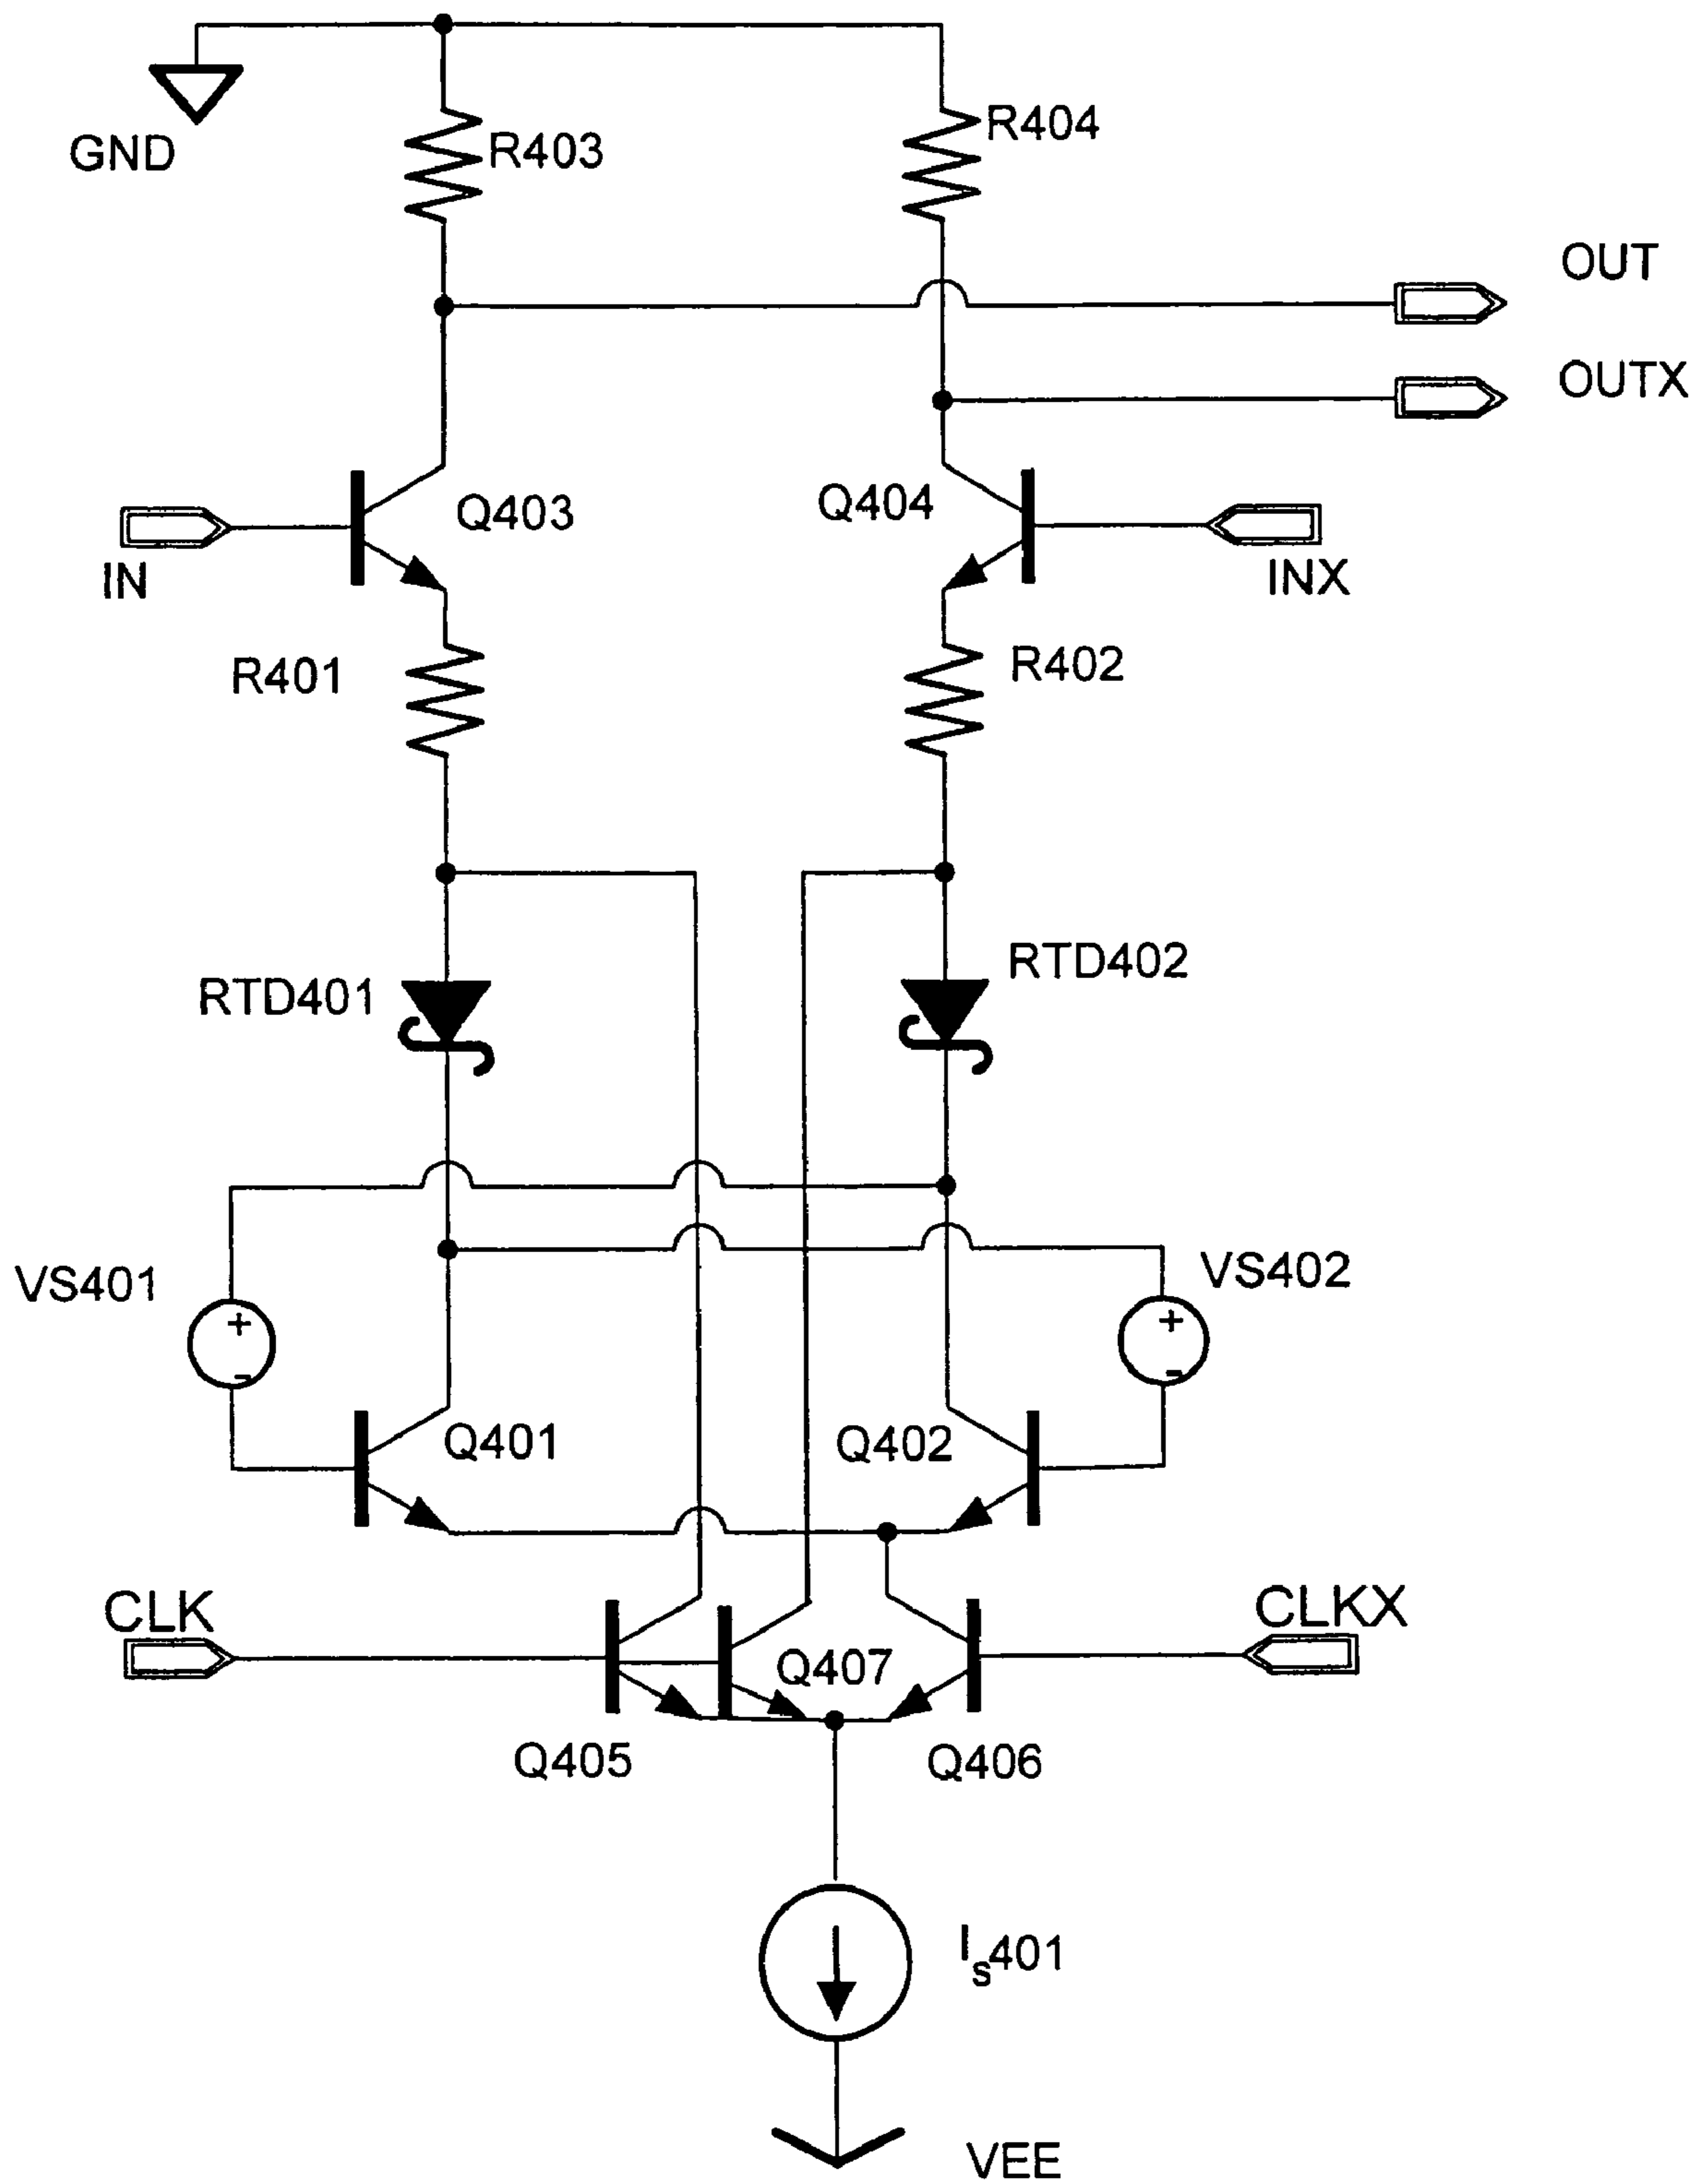 GND
R403
R404
OUT
OUTX
Q403
Q404
IN
INX
R401
R402
RTD401
RTD402
VS401
VS402
+
-
+
-
Q401
Q402
CLK
CLKX
Q407
Q405
Q406
Is401
VEE